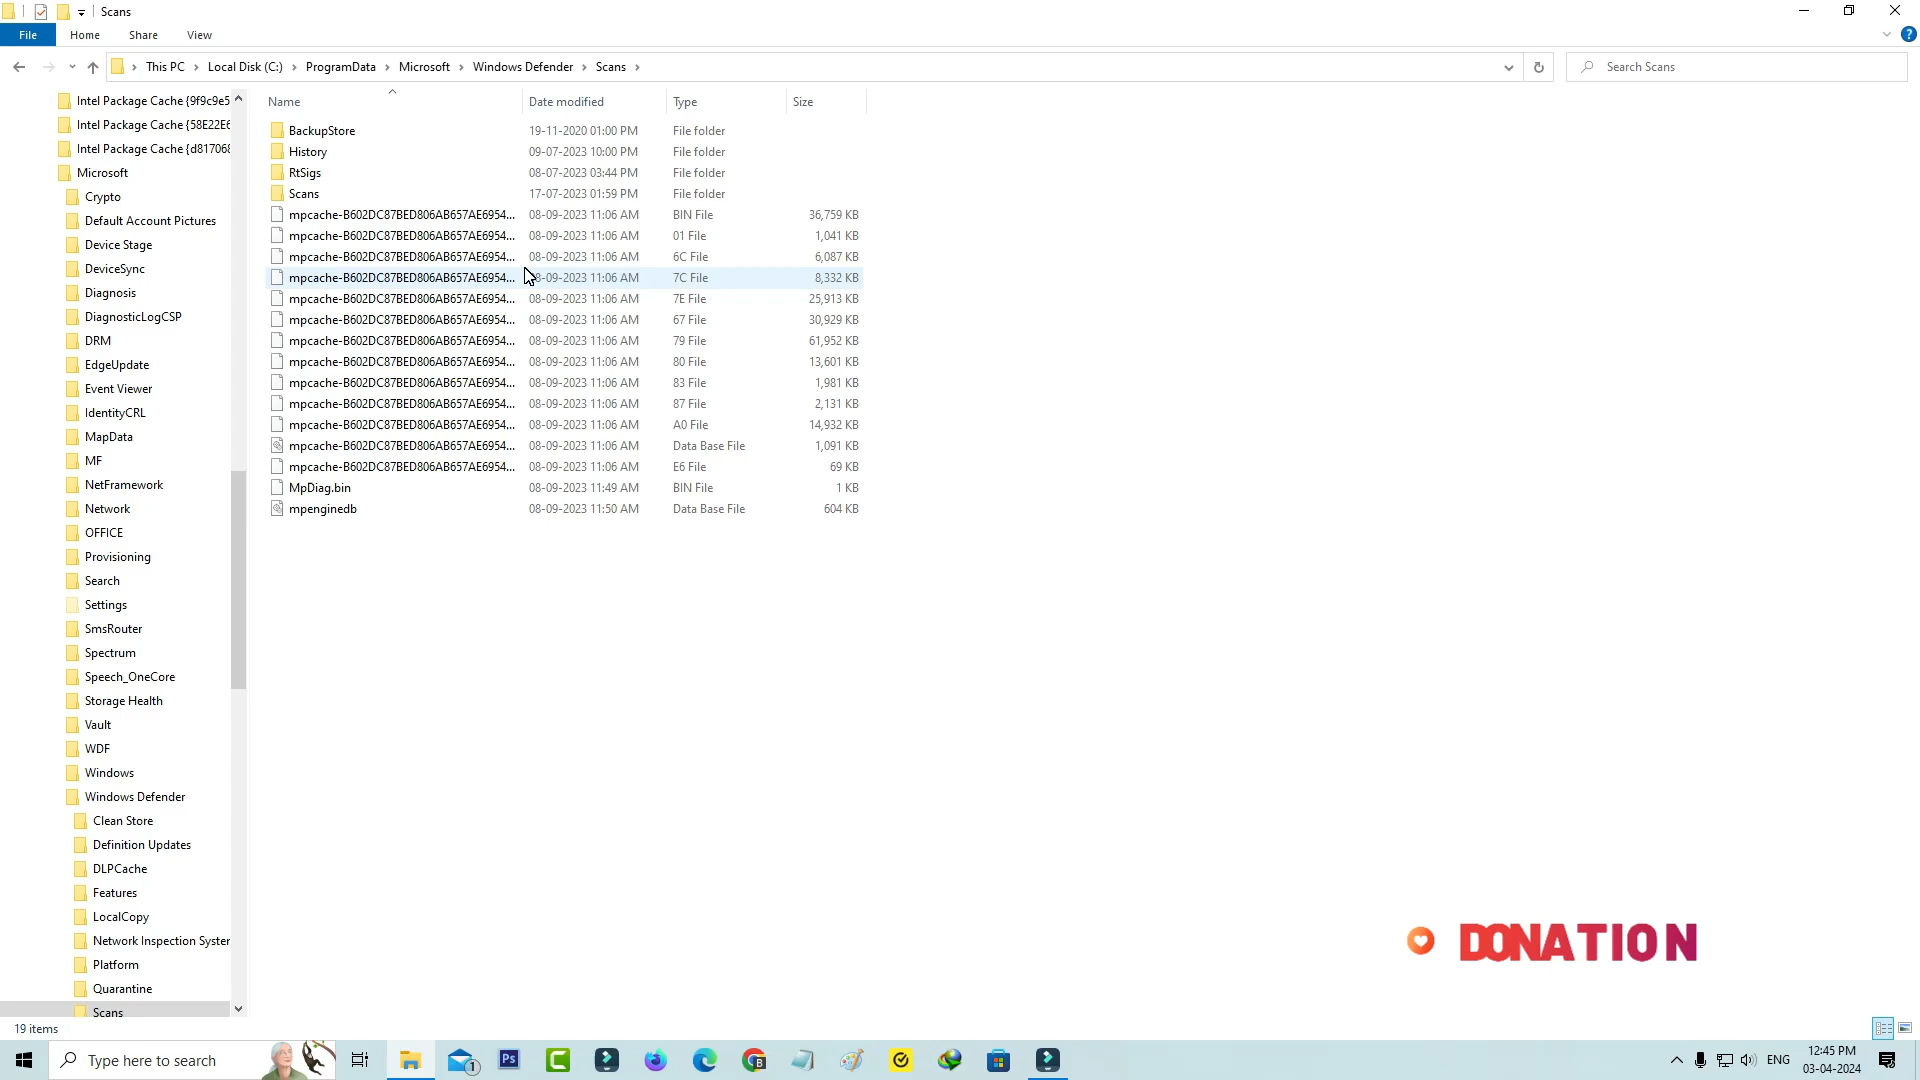 Scans
File Home Share View
This PC Local Disk (C:) ProgramData Microsoft Windows Defender Scans
Search Scans
Intel Package Cache {9f9c9e5
Intel Package Cache {58E22E6
Intel Package Cache {d81706
Microsoft
Crypto
Default Account Pictures
Device Stage
DeviceSync
Diagnosis
DiagnosticLogCSP
DRM
EdgeUpdate
Event Viewer
IdentityCRL
MapData
MF
NetFramework
Network
OFFICE
Provisioning
Search
Settings
SmsRouter
Spectrum
Speech_OneCore
Storage Health
Vault
WDF
Windows
Windows Defender
Clean Store
Definition Updates
DLPCache
Features
LocalCopy
Network Inspection System
Platform
Quarantine
Scans
Name Date modified Type Size
BackupStore 19-11-2020 01:00 PM File folder
History 09-07-2023 10:00 PM File folder
RtSigs 08-07-2023 03:44 PM File folder
Scans 17-07-2023 01:59 PM File folder
mpcache-B602DC87BED806AB657AE6954... 08-09-2023 11:06 AM BIN File 36,759 KB
mpcache-B602DC87BED806AB657AE6954... 08-09-2023 11:06 AM 01 File 1,041 KB
mpcache-B602DC87BED806AB657AE6954... 08-09-2023 11:06 AM 6C File 6,087 KB
mpcache-B602DC87BED806AB657AE6954... 08-09-2023 11:06 AM 7C File 8,332 KB
mpcache-B602DC87BED806AB657AE6954... 08-09-2023 11:06 AM 7E File 25,913 KB
mpcache-B602DC87BED806AB657AE6954... 08-09-2023 11:06 AM 67 File 30,929 KB
mpcache-B602DC87BED806AB657AE6954... 08-09-2023 11:06 AM 79 File 61,952 KB
mpcache-B602DC87BED806AB657AE6954... 08-09-2023 11:06 AM 80 File 13,601 KB
mpcache-B602DC87BED806AB657AE6954... 08-09-2023 11:06 AM 83 File 1,981 KB
mpcache-B602DC87BED806AB657AE6954... 08-09-2023 11:06 AM 87 File 2,131 KB
mpcache-B602DC87BED806AB657AE6954... 08-09-2023 11:06 AM A0 File 14,932 KB
mpcache-B602DC87BED806AB657AE6954... 08-09-2023 11:06 AM Data Base File 1,091 KB
mpcache-B602DC87BED806AB657AE6954... 08-09-2023 11:06 AM E6 File 69 KB
MpDiag.bin 08-09-2023 11:49 AM BIN File 1 KB
mpenginedb 08-09-2023 11:50 AM Data Base File 604 KB
DONATION
19 items
Type here to search
1
Ps
B
ENG
12:45 PM
03-04-2024